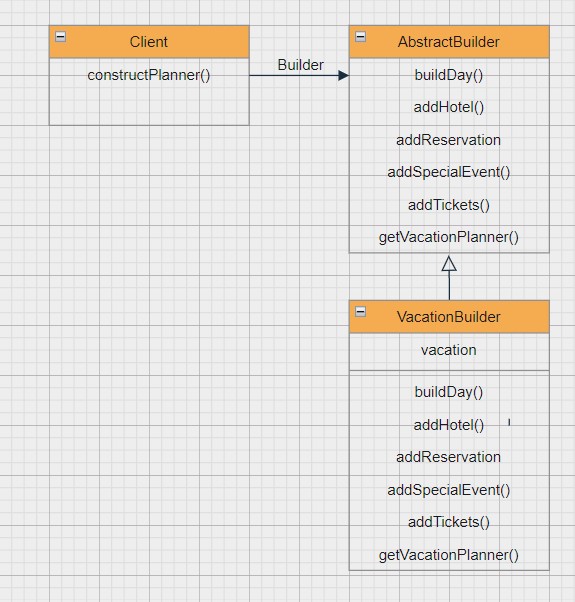 Client
constructPlanner()
Builder
AbstractBuilder
buildDay()
addHotel()
addReservation
addSpecialEvent()
addTickets()
getVacationPlanner()
VacationBuilder
vacation
buildDay()
addHotel()
addReservation
addSpecialEvent()
addTickets()
getVacationPlanner()